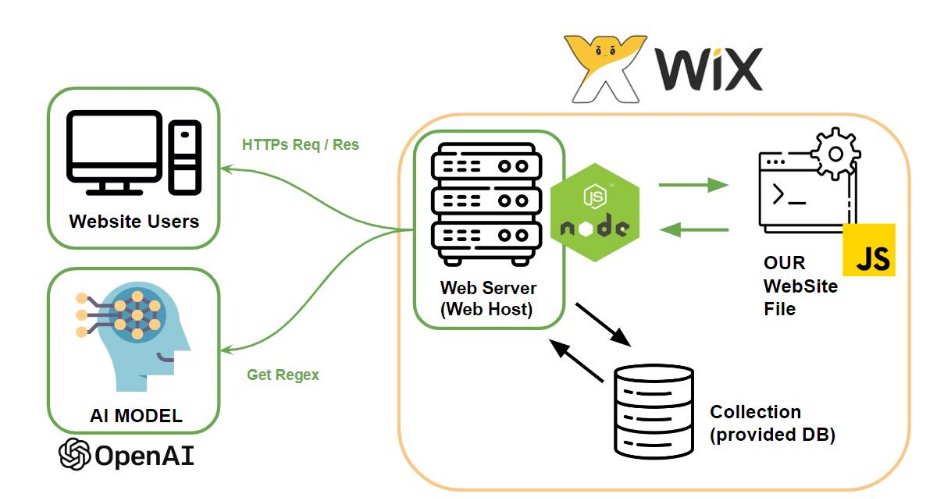 WiX
HTTPs Req / Res
Website Users
JS
node
Web Server
(Web Host)
OUR
WebSite
File
JS
Get Regex
AI MODEL
OpenAI
Collection
(provided DB)